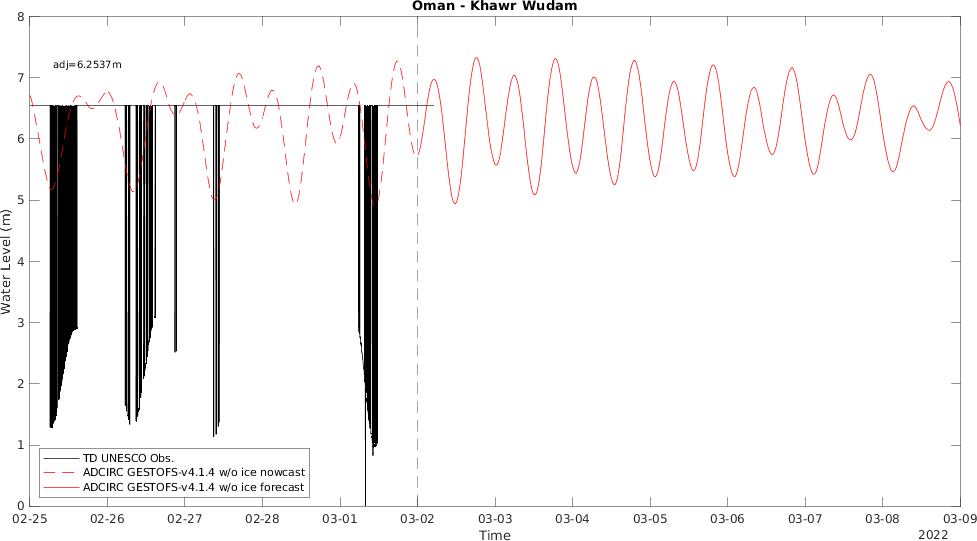 Oman - Khawr Wudam
8
adj=6.2537m
7
6
5
4
3
2
1
0
Water Level (m)
TD UNESCO Obs.
ADCIRC GESTOFS-v4.1.4 w/o ice nowcast
ADCIRC GESTOFS-v4.1.4 w/o ice forecast
02-25 02-26 02-27 02-28 03-01 03-02 03-03 03-04 03-05 03-06 03-07 03-08 03-09
Time
2022